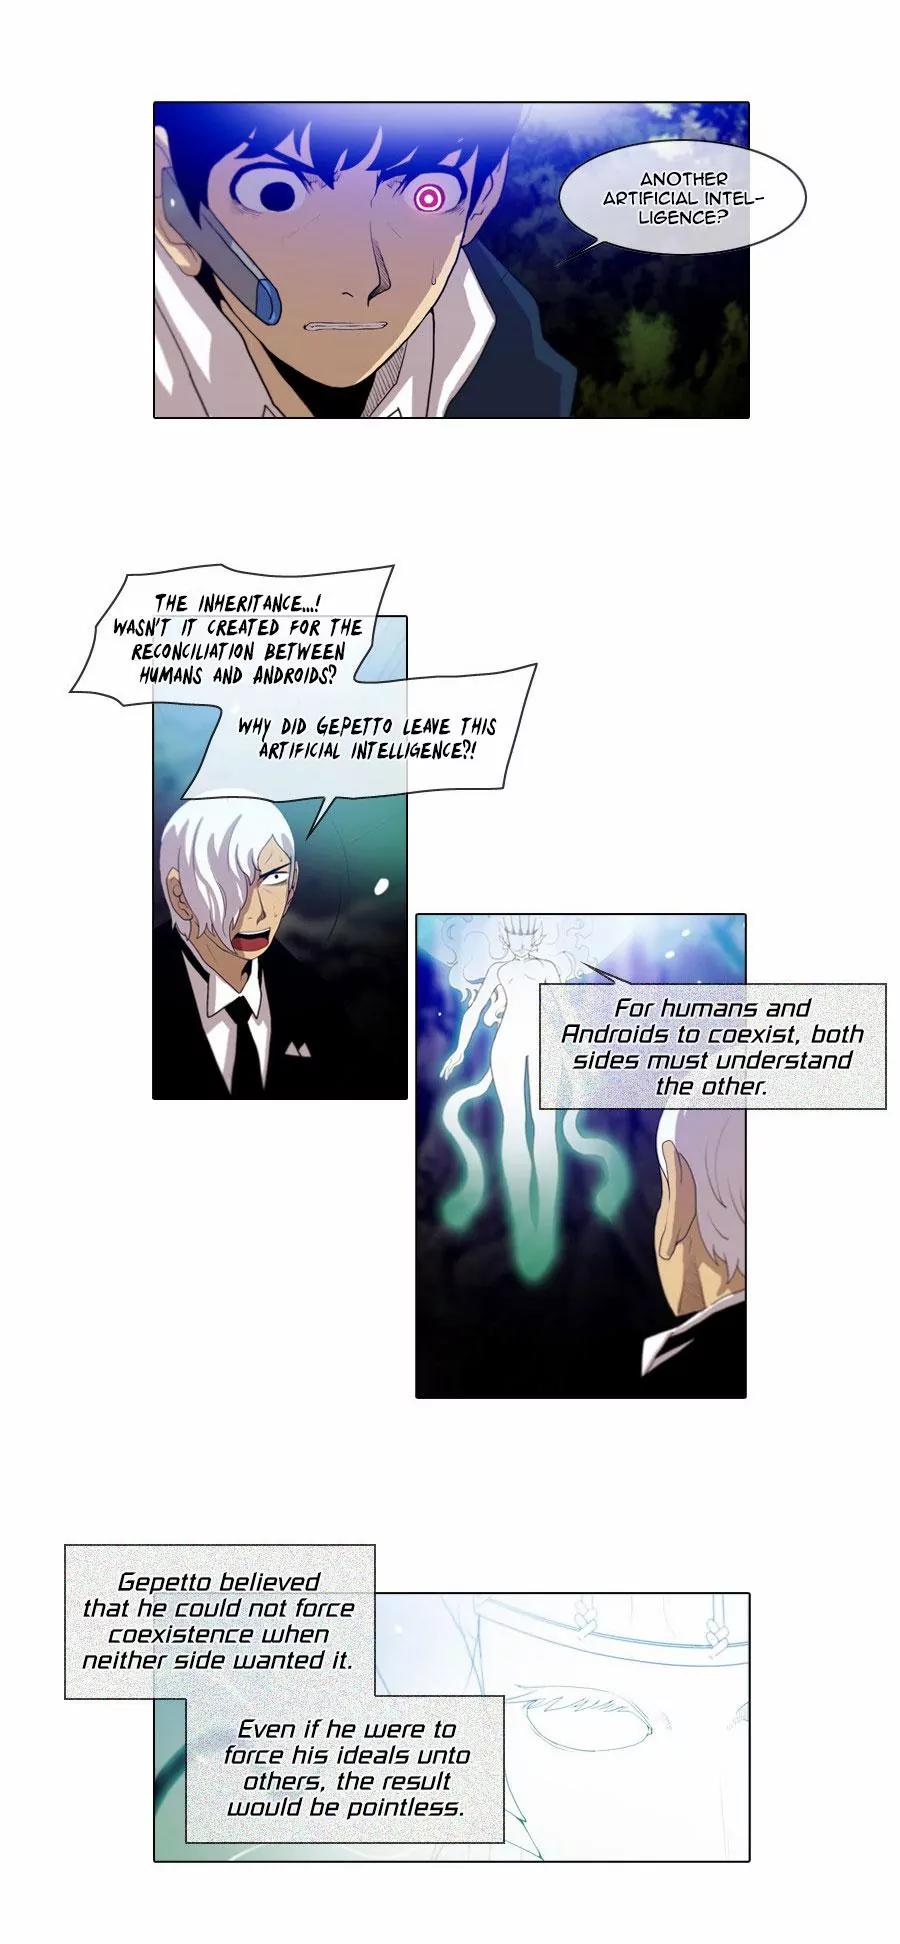 ANOTHER
ARTIFICIAL INTEL-
LIGENCE?
THE INHERITANCE...!
WASN'T IT CREATED FOR THE
RECONCILIATION BETWEEN
HUMANS AND ANDROIDS?
WHY DID GEPETTO LEAVE THIS
ARTIFICIAL INTELLIGENCE?!
For humans and
Androids to coexist, both
sides must understand
the other.
Gepetto believed
that he could not force
coexistence when
neither side wanted it.
Even if he were to
force his ideals unto
others, the result
would be pointless.